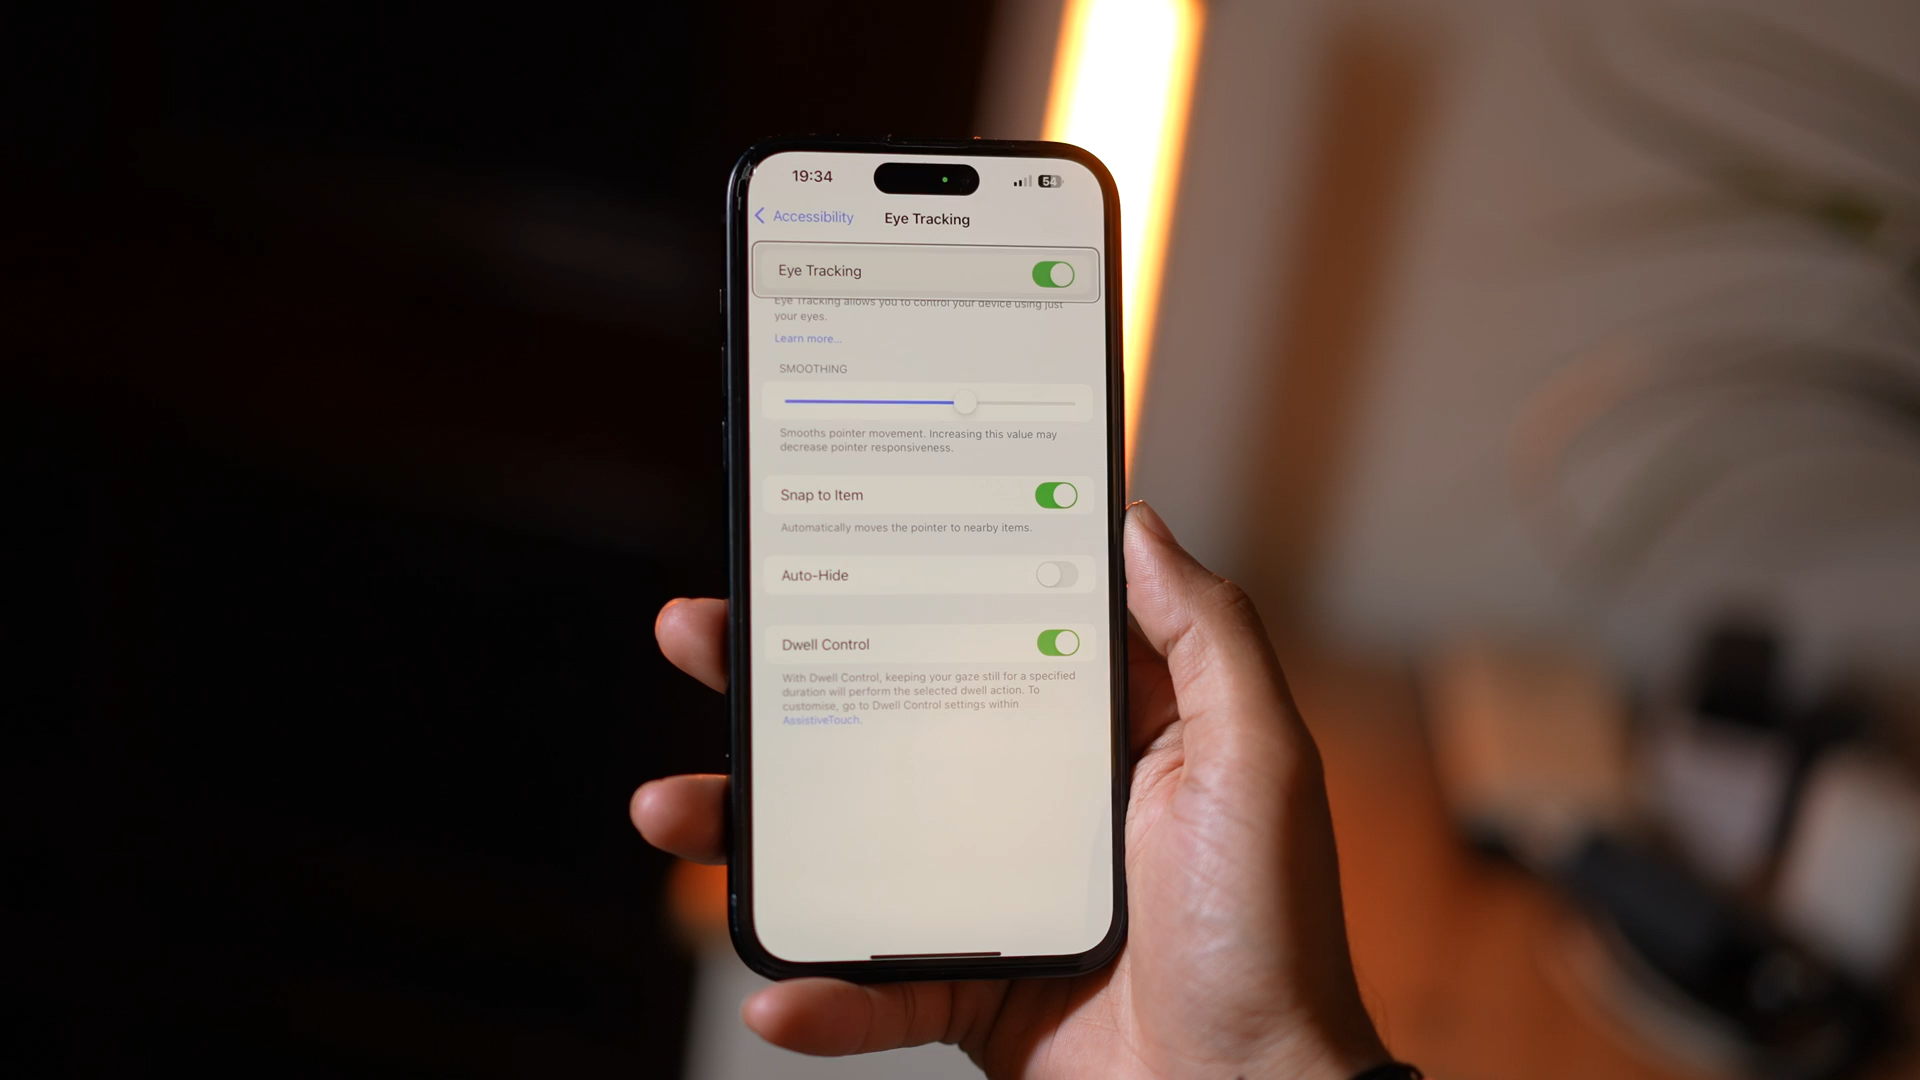 19:34
54
Accessibility
Eye Tracking
Eye Tracking
Eye Tracking allows you to control your device using just
your eyes.
Learn more...
SMOOTHING
Smooths pointer movement. Increasing this value may
decrease pointer responsiveness.
Snap to Item
Automatically moves the pointer to nearby items.
Auto-Hide
Dwell Control
With Dwell Control, keeping your gaze still for a specified
duration will perform the selected dwell action. To
customise, go to Dwell Control settings within
AssistiveTouch.